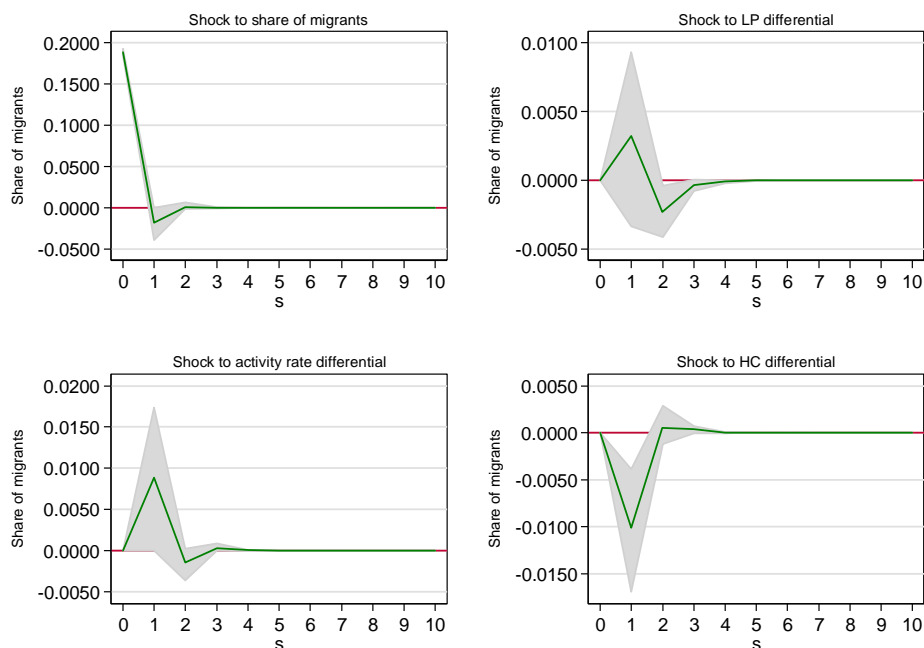 Shock to share of migrants
Share of migrants
0.2000
0.1500
0.1000
0.0500
0.0000
-0.0500
0 1 2 3 4 5 6 7 8 9 10
s
Shock to LP differential
Share of migrants
0.0100
0.0050
0.0000
-0.0050
0 1 2 3 4 5 6 7 8 9 10
s
Shock to activity rate differential
Share of migrants
0.0200
0.0150
0.0100
0.0050
0.0000
-0.0050
0 1 2 3 4 5 6 7 8 9 10
s
Shock to HC differential
Share of migrants
0.0050
0.0000
-0.0050
-0.0100
-0.0150
0 1 2 3 4 5 6 7 8 9 10
s